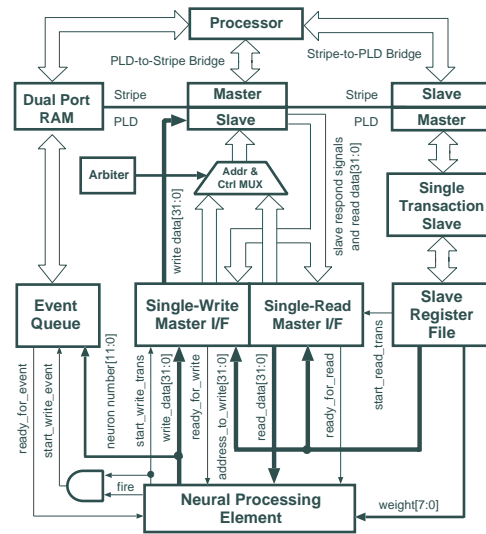 Processor
PLD-to-Stripe Bridge
Stripe-to-PLD Bridge
Dual Port
RAM
Stripe
PLD
Master
Slave
Stripe
PLD
Slave
Master
Arbiter
Addr &
Ctrl MUX
write data[31:0]
slave respond signals
and read data[31:0]
Single
Transaction
Slave
Event
Queue
Single-Write
Master I/F
Single-Read
Master I/F
Slave
Register
File
ready_for_event
start_write_event
neuron number[11:0]
start_write_trans
write_data[31:0]
ready_for_write
address_to_write[31:0]
read_data[31:0]
ready_for_read
start_read_trans
fire
Neural Processing
Element
weight[7:0]